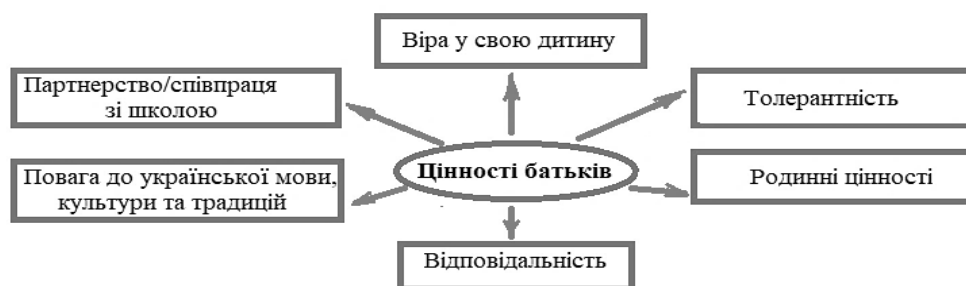 Віра у свою дитину
Партнерство/співпраця
зі школою
Толерантність
Цінності батьків
Повага до української мови,
культури та традицій
Родинні цінності
Відповідальність